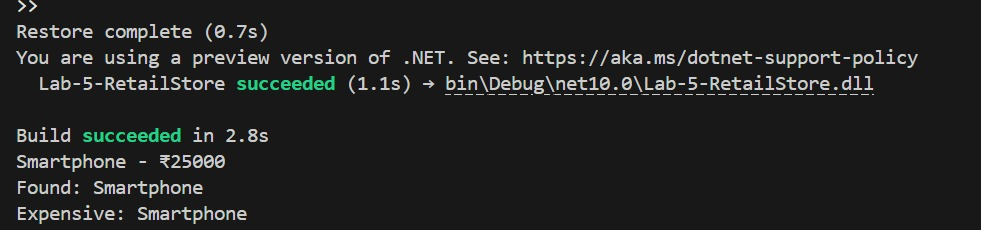 >>
Restore complete (0.7s)
You are using a preview version of .NET. See: https://aka.ms/dotnet-support-policy
  Lab-5-RetailStore succeeded (1.1s) → bin\Debug\net10.0\Lab-5-RetailStore.dll
Build succeeded in 2.8s
Smartphone - ₹25000
Found: Smartphone
Expensive: Smartphone